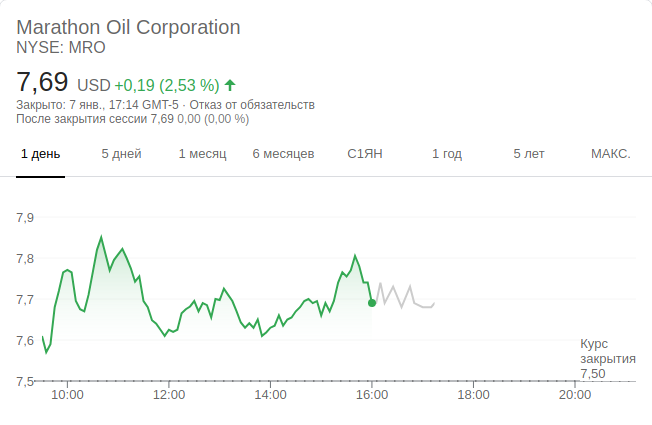 Marathon Oil Corporation
NYSE: MRO
7,69 USD +0,19 (2,53 %)
Закрыто: 7 янв., 17:14 GMT-5 · Отказ от обязательств
После закрытия сессии 7,69 0,00 (0,00 %)
1 день 5 дней 1 месяц 6 месяцев С1ЯН 1 год 5 лет МАКС.
7,9
7,8
7,7
7,6
Курс
закрытия
7,50
7,5
10:00 12:00 14:00 16:00 18:00 20:00